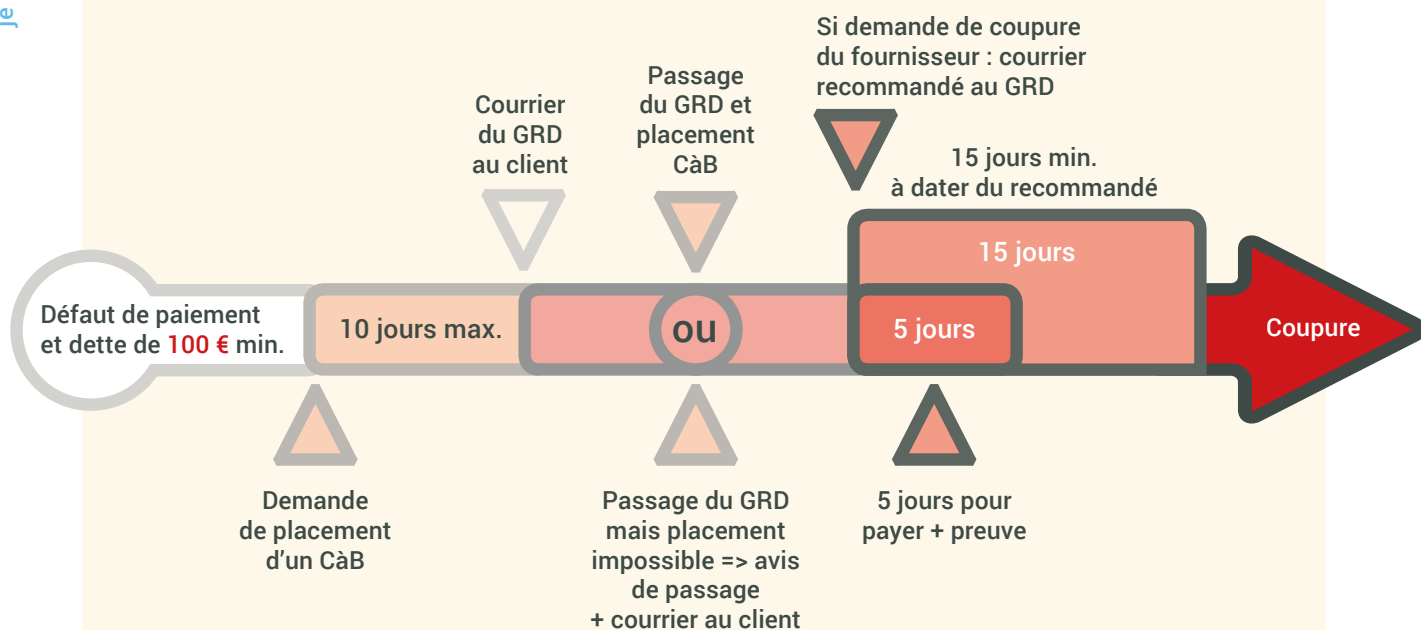 Je
Si demande de coupure
du fournisseur : courrier
recommandé au GRD
Passage
du GRD et
placement
CàB
Courrier
du GRD
au client
15 jours min.
à dater du recommandé
15 jours
Défaut de paiement
et dette de 100 € min.
10 jours max.
ou
5 jours
Coupure
Demande
de placement
d'un CàB
Passage du GRD
mais placement
impossible => avis
de passage
+ courrier au client
5 jours pour
payer + preuve